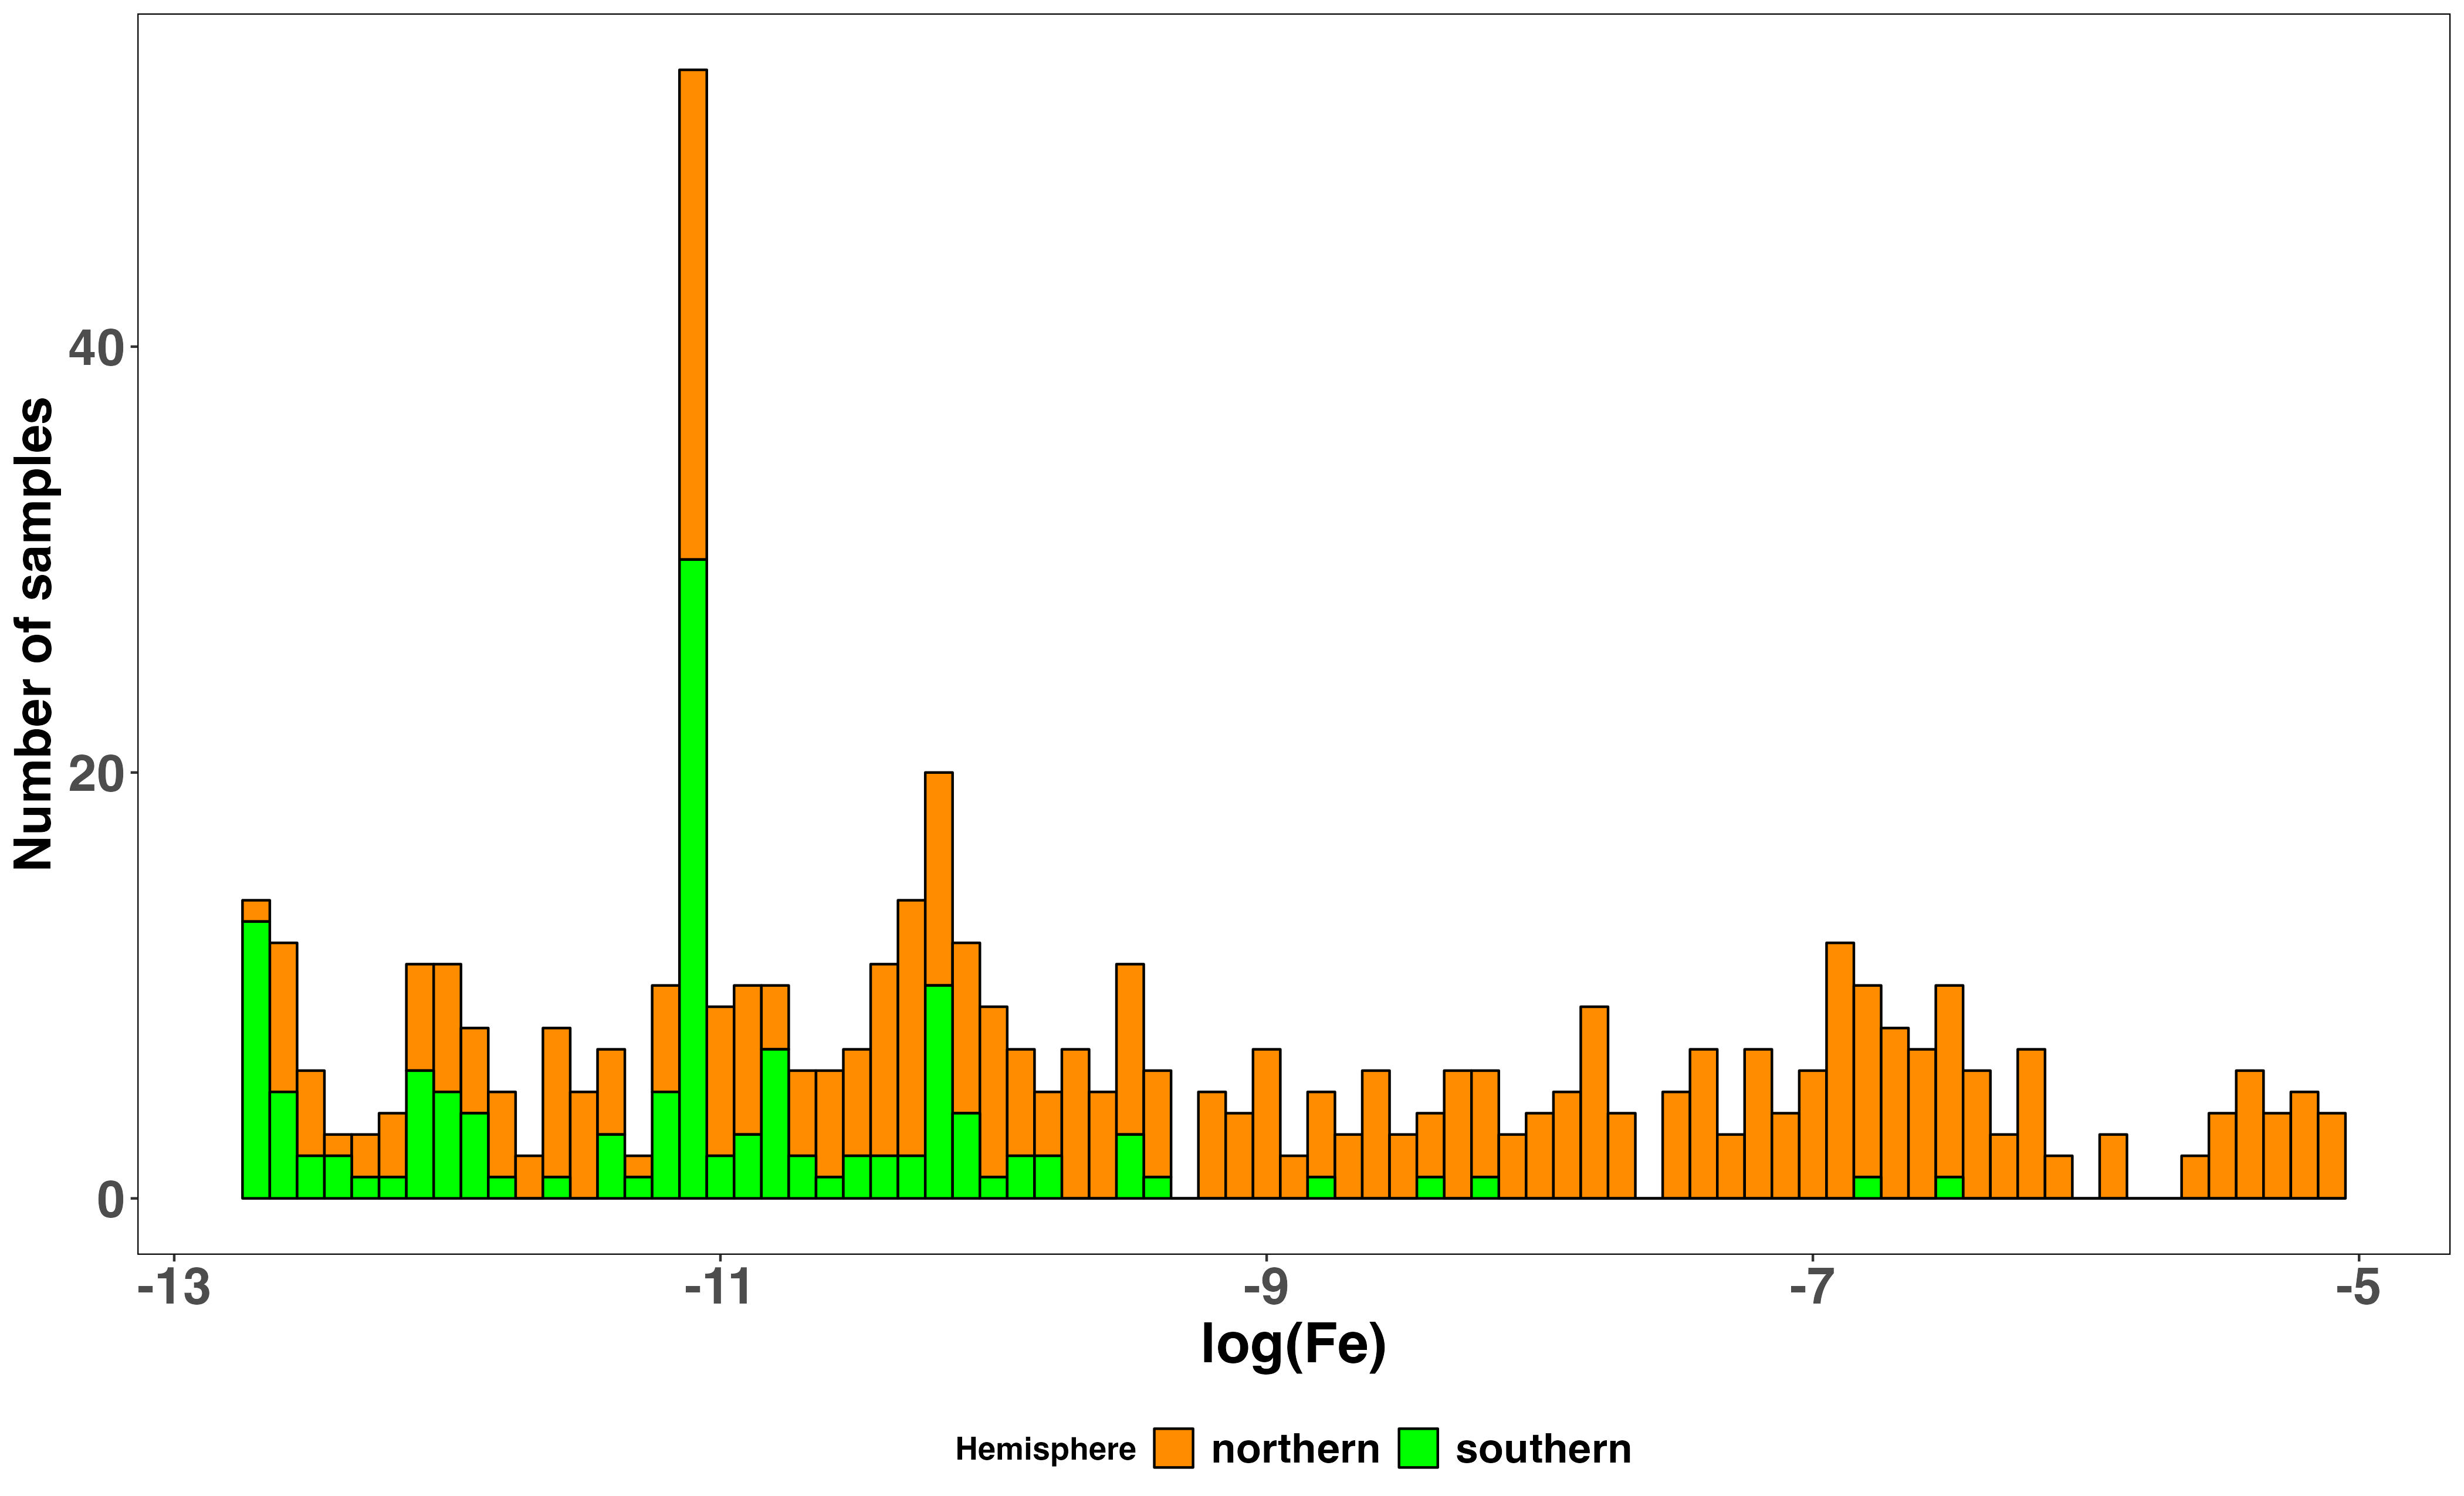 Number of samples
40
20
0
-13 -11 -9 -7 -5
log(Fe)
Hemisphere northern southern